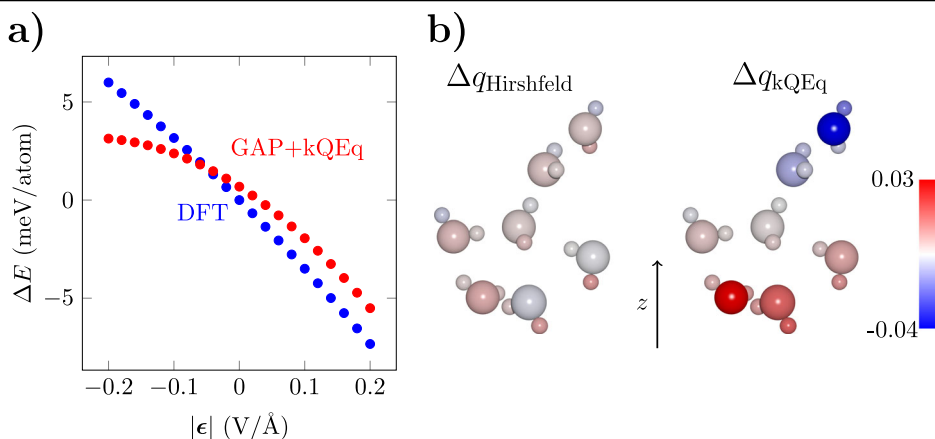 a)
ΔE (meV/atom)
5
0
−5
GAP+kQEq
DFT
−0.2 −0.1 0 0.1 0.2
|ϵ| (V/Å)
b)
Δq_Hirshfeld
Δq_kQEq
z
0.03
-0.04